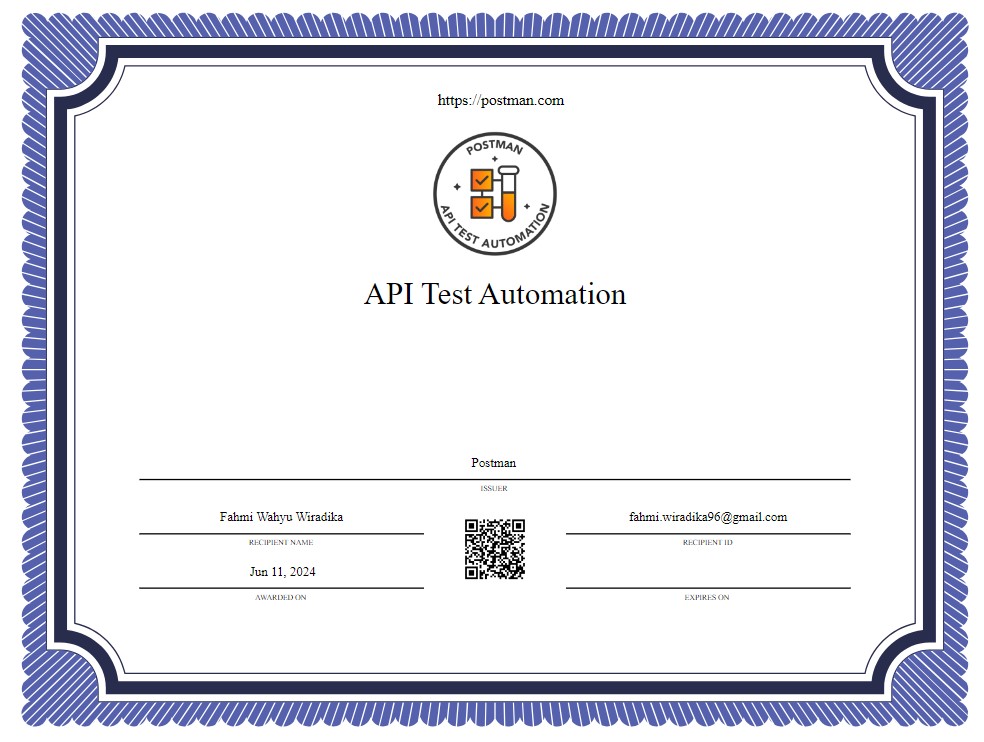 https://postman.com
POSTMAN
API TEST AUTOMATION
API Test Automation
Postman
ISSUER
Fahmi Wahyu Wiradika
RECIPIENT NAME
fahmi.wiradika96@gmail.com
RECIPIENT ID
Jun 11, 2024
AWARDED ON
EXPIRES ON